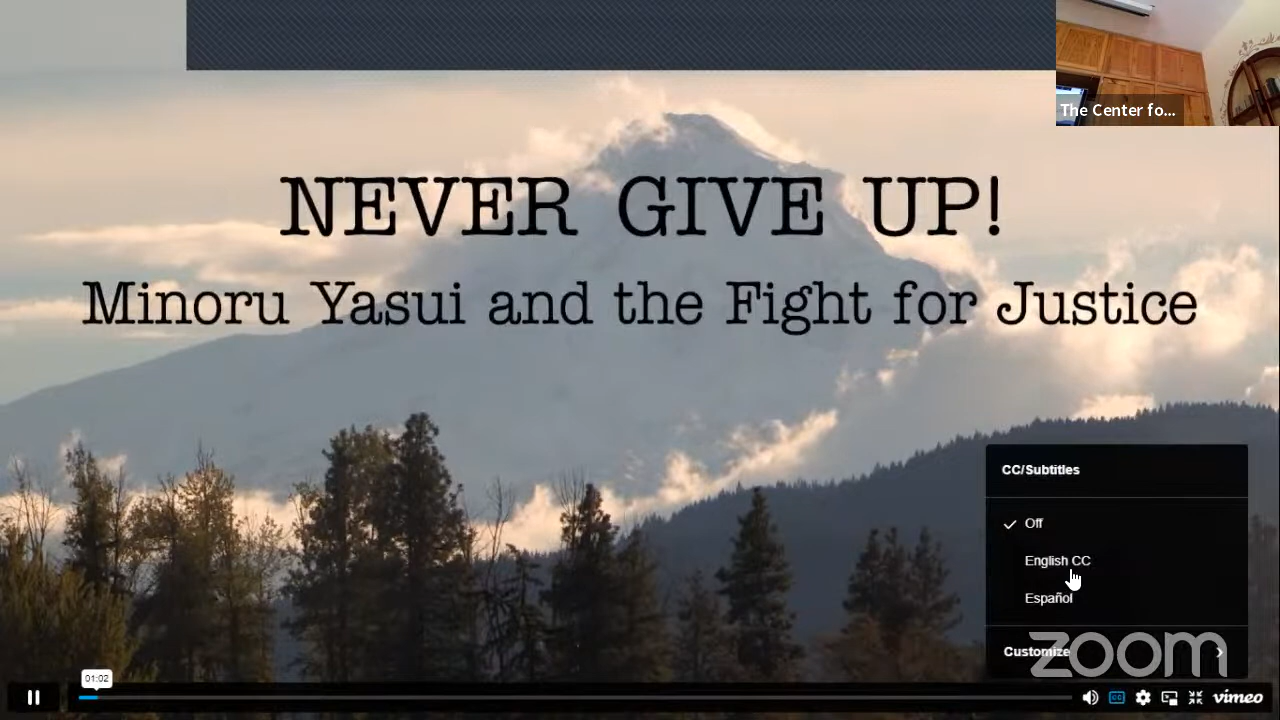 The Center fo...
NEVER GIVE UP!
Minoru Yasui and the Fight for Justice
CC/Subtitles
Off
English CC
Español
Customize
zoom
01:02
CC
vimeo